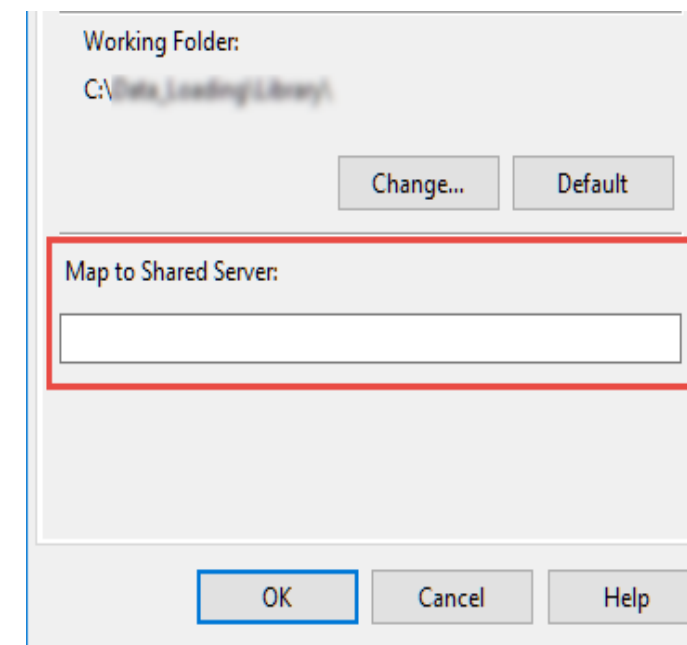 Working Folder:
C:\
Change...
Default
Map to Shared Server:
OK
Cancel
Help